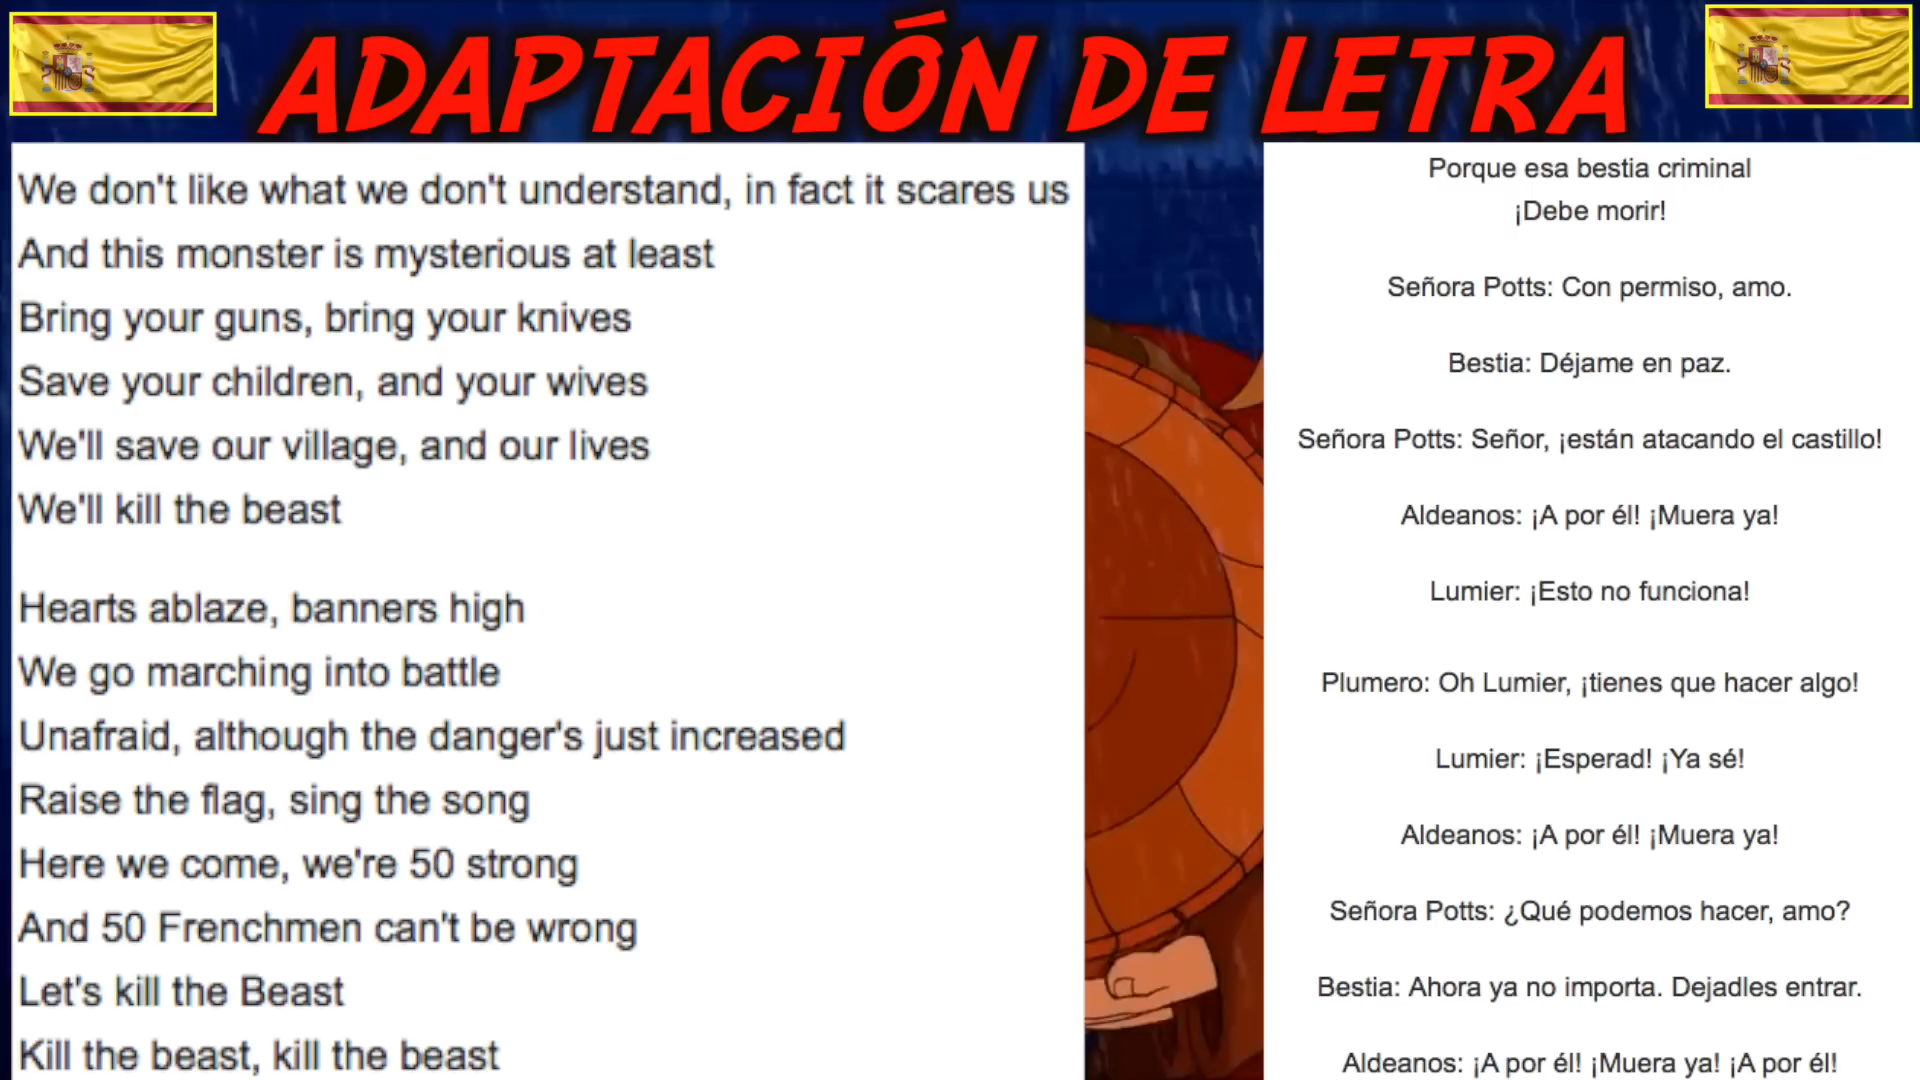 ADAPTACIÓN DE LETRA
We don't like what we don't understand, in fact it scares us
And this monster is mysterious at least
Bring your guns, bring your knives
Save your children, and your wives
We'll save our village, and our lives
We'll kill the beast
Hearts ablaze, banners high
We go marching into battle
Unafraid, although the danger's just increased
Raise the flag, sing the song
Here we come, we're 50 strong
And 50 Frenchmen can't be wrong
Let's kill the Beast
Kill the beast, kill the beast
Porque esa bestia criminal
¡Debe morir!
Señora Potts: Con permiso, amo.
Bestia: Déjame en paz.
Señora Potts: Señor, ¡están atacando el castillo!
Aldeanos: ¡A por él! ¡Muera ya!
Lumier: ¡Esto no funciona!
Plumero: Oh Lumier, ¡tienes que hacer algo!
Lumier: ¡Esperad! ¡Ya sé!
Aldeanos: ¡A por él! ¡Muera ya!
Señora Potts: ¿Qué podemos hacer, amo?
Bestia: Ahora ya no importa. Dejadles entrar.
Aldeanos: ¡A por él! ¡Muera ya! ¡A por él!